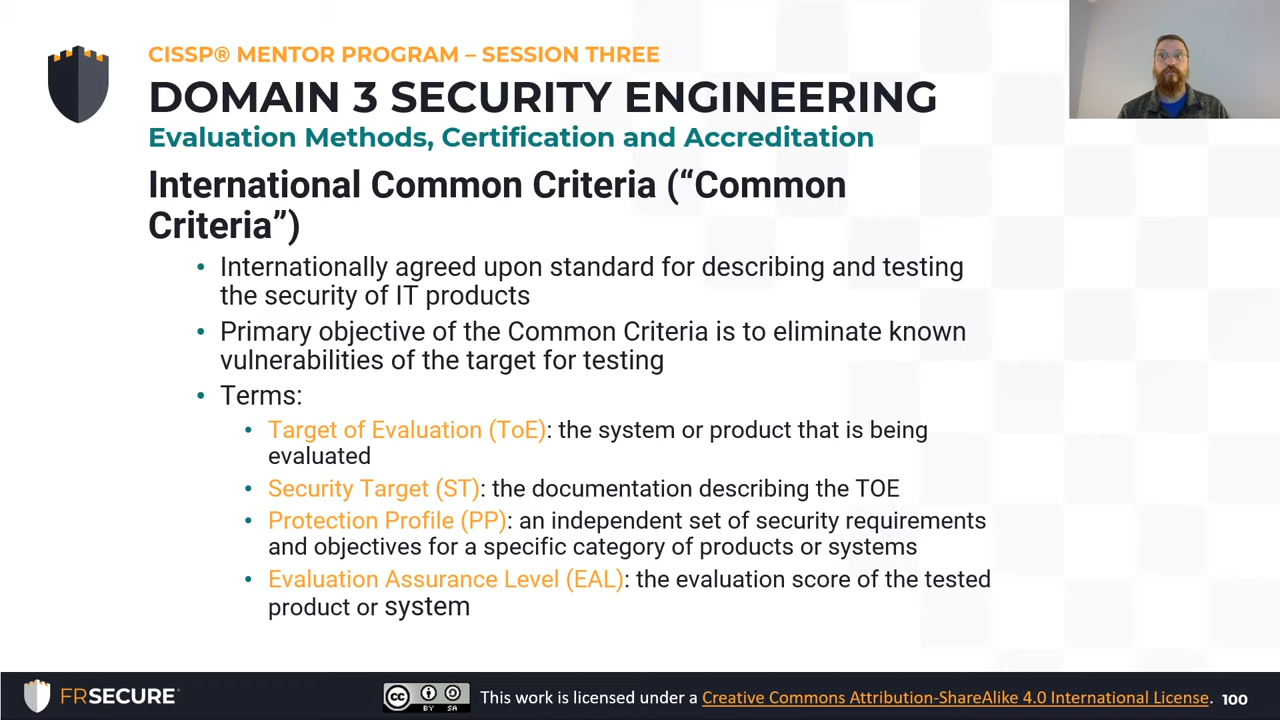 CISSP® MENTOR PROGRAM – SESSION THREE
DOMAIN 3 SECURITY ENGINEERING
Evaluation Methods, Certification and Accreditation
International Common Criteria (“Common
Criteria”)
• Internationally agreed upon standard for describing and testing
the security of IT products
• Primary objective of the Common Criteria is to eliminate known
vulnerabilities of the target for testing
• Terms:
• Target of Evaluation (ToE): the system or product that is being
evaluated
• Security Target (ST): the documentation describing the TOE
• Protection Profile (PP): an independent set of security requirements
and objectives for a specific category of products or systems
• Evaluation Assurance Level (EAL): the evaluation score of the tested
product or system
FRSECURE
cc BY SA
This work is licensed under a Creative Commons Attribution-ShareAlike 4.0 International License. 100